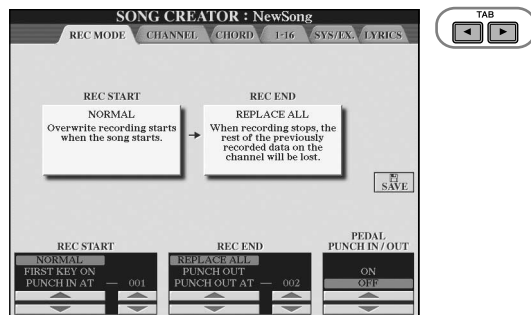 SONG CREATOR : NewSong
TAB
REC MODE CHANNEL CHORD 1-16 SYS/EX. LYRICS
REC START
NORMAL
Overwrite recording starts
when the song starts.
REC END
REPLACE ALL
When recording stops, the
rest of the previously
recorded data on the
channel will be lost.
SAVE
REC START
NORMAL
FIRST KEY ON
PUNCH IN AT — 001
REC END
REPLACE ALL
PUNCH OUT
PUNCH OUT AT — 002
PEDAL
PUNCH IN / OUT
ON
OFF